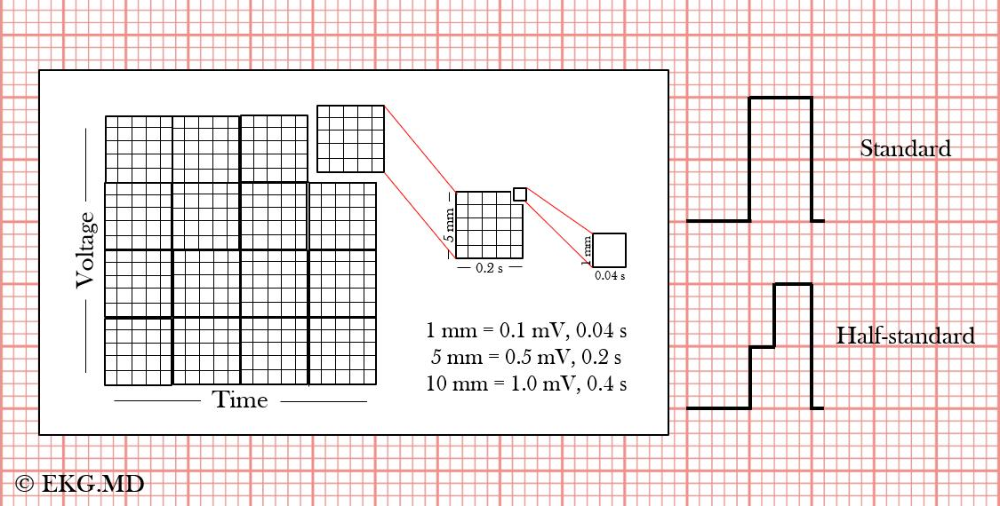 Voltage
Time
5 mm
0.2 s
1 mm
0.04 s
1 mm = 0.1 mV, 0.04 s
5 mm = 0.5 mV, 0.2 s
10 mm = 1.0 mV, 0.4 s
Standard
Half-standard
© EKG.MD